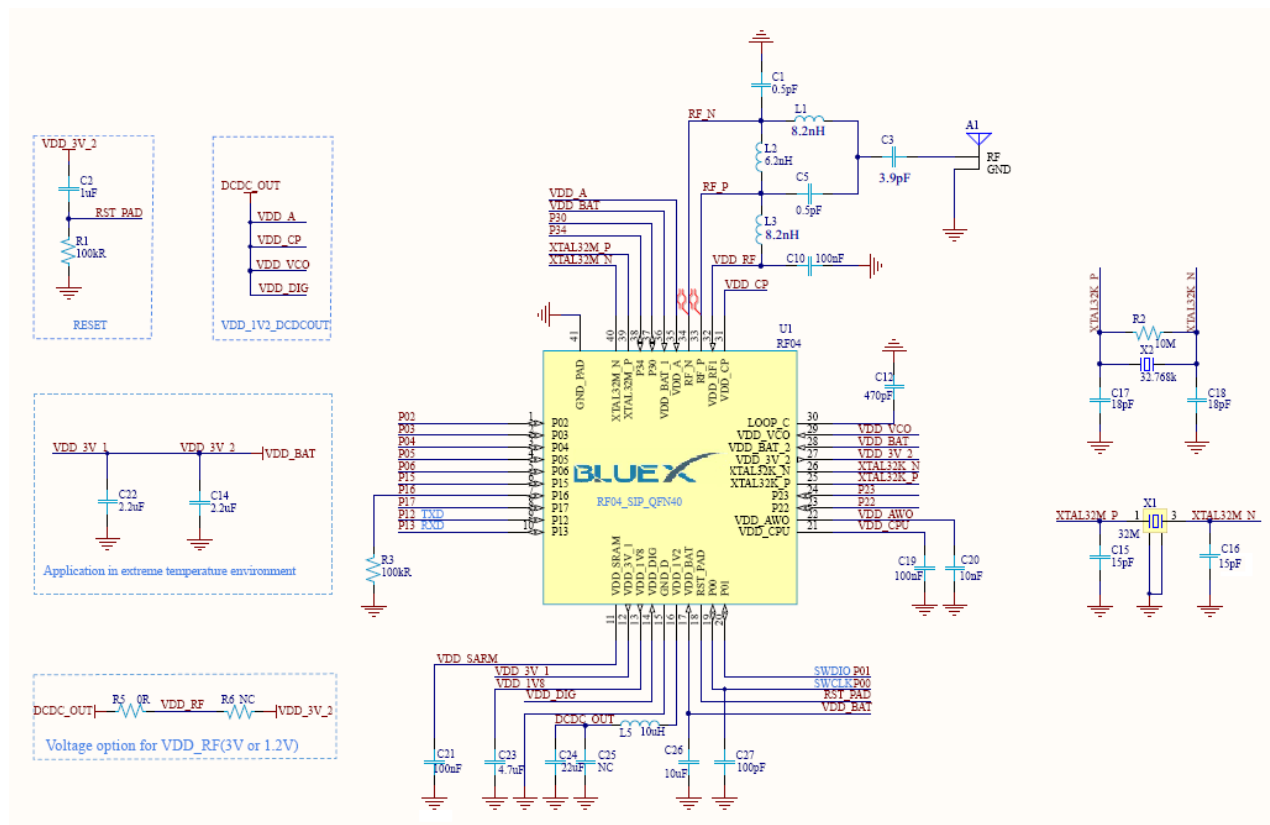 C1
0.5pF
RF_N
L1
8.2nH
L2
6.2nH
C3
3.9pF
A1
RF
GND
RF_P
C5
0.5pF
L3
8.2nH
VDD_RF
C10
100nF
VDD_CP
VDD_3V_2
C2
1uF
RST_PAD
R1
100kR
RESET
DCDC_OUT
VDD_A
VDD_CP
VDD_VCO
VDD_DIG
VDD_1V2_DCDCOUT
VDD_A
VDD_BAT
P30
P34
XTAL32M_P
XTAL32M_N
41
40
39
38
37
36
35
34
33
32
31
U1
RF04
GND_PAD
XTAL32M_N
XTAL32M_P
P34
P30
VDD_BAT_1
VDD_A
RF_N
RF_P
VDD_RF1
VDD_CP
C12
470pF
XTAL32K_P
XTAL32K_N
R2
10M
X2
32.768k
C17
18pF
C18
18pF
VDD_3V_1
VDD_3V_2
VDD_BAT
C22
2.2uF
C14
2.2uF
Application in extreme temperature environment
P02 1 P02
P03 2 P03
P04 3 P04
P05 4 P05
P06 5 P06
P15 6 P15
P16 7 P16
P17 8 P17
P12 TXD 9 P12
P13 RXD 10 P13
BLUEX
RF04_SIP_QFN40
LOOP_C 30
VDD_VCO 29 VDD_VCO
VDD_BAT_2 28 VDD_BAT
VDD_3V_2 27 VDD_3V_2
XTAL32K_N 26 XTAL32K_N
XTAL32K_P 25 XTAL32K_P
P23 24 P23
P22 23 P22
VDD_AWO 22 VDD_AWO
VDD_CPU 21 VDD_CPU
R3
100kR
C19
100nF
C20
10nF
XTAL32M_P
1
X1
3
XTAL32M_N
32M
C15
15pF
C16
15pF
VDD_SRAM
VDD_3V_1
VDD_1V8
VDD_DIG
GND_D
VDD_1V2
VDD_BAT
RST_PAD
P00
P01
11
12
13
14
15
16
17
18
19
20
VDD_SARM
VDD_3V_1
VDD_1V8
VDD_DIG
SWDIO P01
SWCLK P00
RST_PAD
VDD_BAT
DCDC_OUT
L5
10uH
C21
100nF
C23
4.7uF
C24
22uF
C25
NC
C26
10uF
C27
100pF
DCDC_OUT
R5 0R
VDD_RF
R6 NC
VDD_3V_2
Voltage option for VDD_RF(3V or 1.2V)